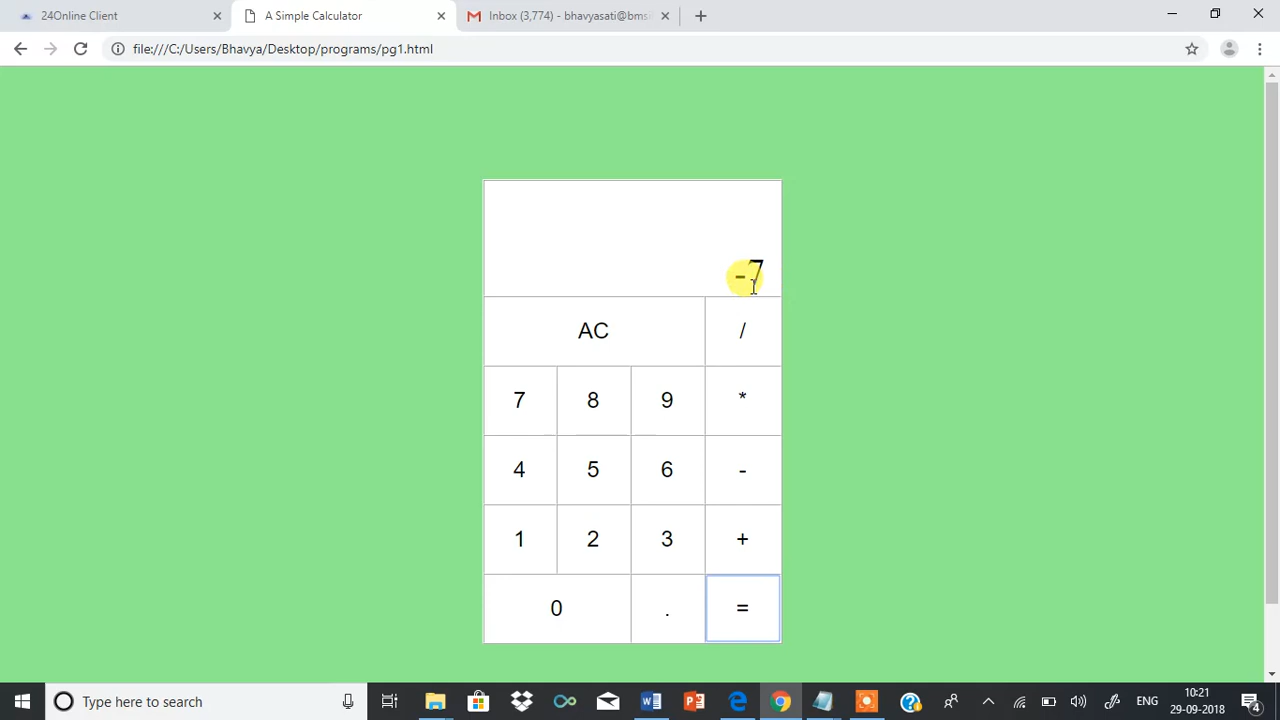 24Online Client
A Simple Calculator
Inbox (3,774) - bhavyasati@bms
file:///C:/Users/Bhavya/Desktop/programs/pg1.html
-7
AC /
7 8 9 *
4 5 6 -
1 2 3 +
0 . =
Type here to search
ENG
10:21
29-09-2018
4